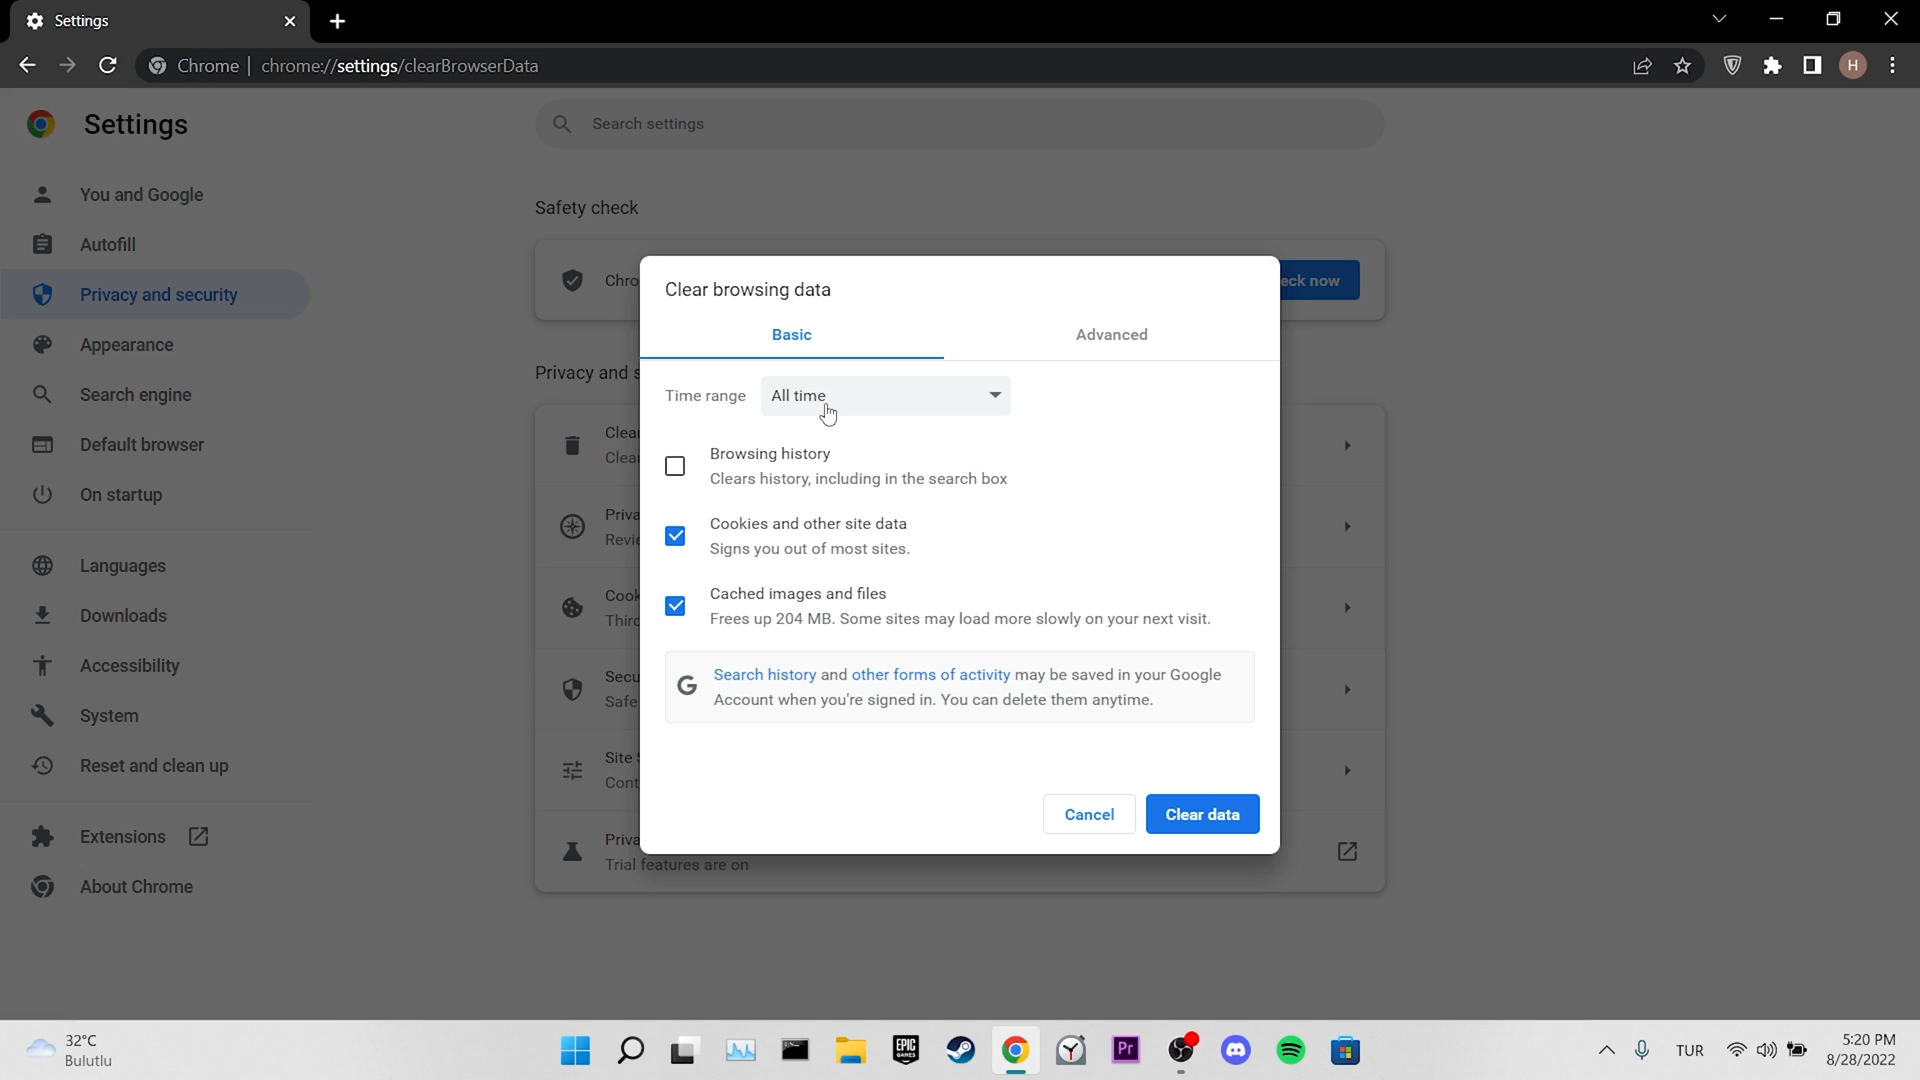 Settings
Chrome | chrome://settings/clearBrowserData
H
Settings
Search settings
You and Google
Autofill
Privacy and security
Appearance
Search engine
Default browser
On startup
Languages
Downloads
Accessibility
System
Reset and clean up
Extensions
About Chrome
Safety check
Chro
eck now
Privacy and s
Clea
Clea
Priva
Revie
Cook
Thirc
Secu
Safe
Site S
Cont
Priva
Trial features are on
Clear browsing data
Basic
Advanced
Time range
All time
Browsing history
Clears history, including in the search box
Cookies and other site data
Signs you out of most sites.
Cached images and files
Frees up 204 MB. Some sites may load more slowly on your next visit.
G
Search history and other forms of activity may be saved in your Google
Account when you're signed in. You can delete them anytime.
Cancel
Clear data
32°C
Bulutlu
EPIC
GAMES
Pr
TUR
5:20 PM
8/28/2022